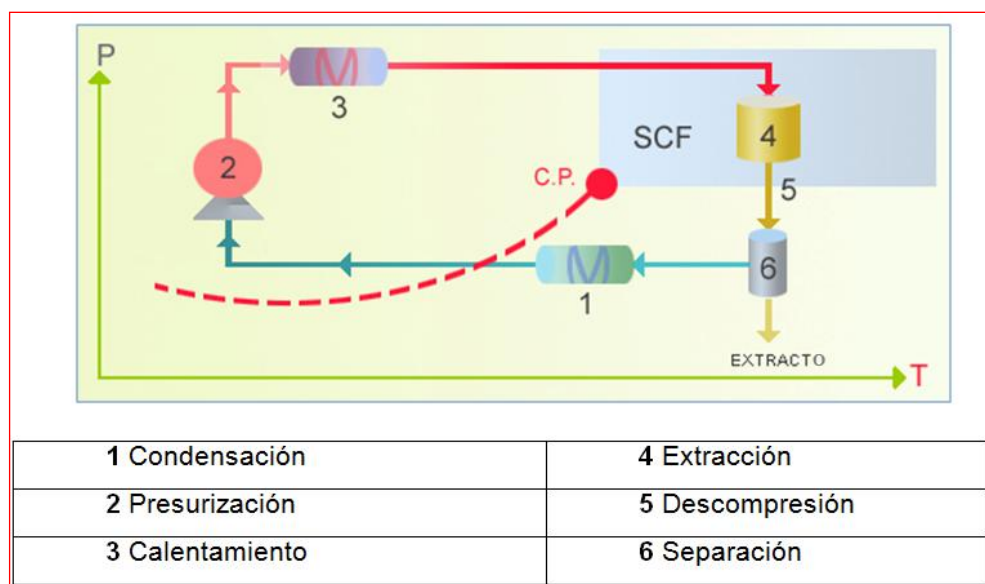 P
3
SCF
4
2
C.P.
5
6
1
EXTRACTO
T
1 Condensación
4 Extracción
2 Presurización
5 Descompresión
3 Calentamiento
6 Separación